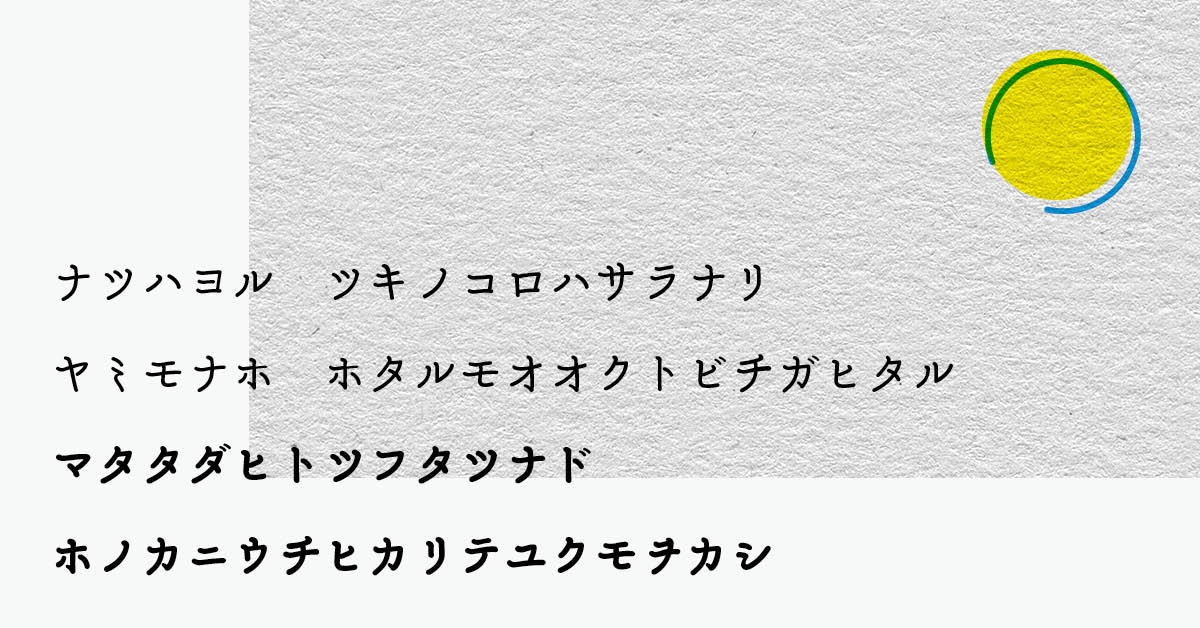 ナツハヨル　ツキノコロハサラナリ
ヤミモナホ　ホタルモオオクトビチガヒタル
マタタダヒトツフタツナド
ホノカニウチヒカリテユクモヲカシ